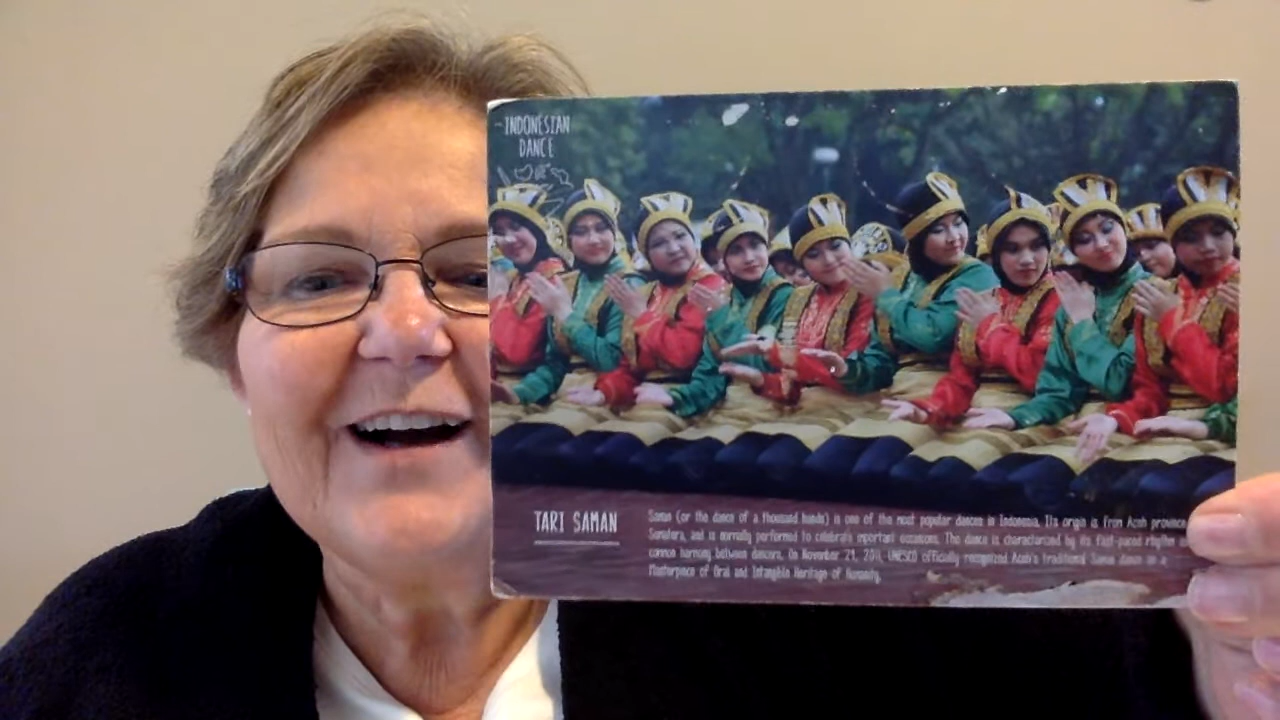 INDONESIAN
DANCE
TARI SAMAN
Saman (or the dance of a thousand hands) is one of the most popular dances in Indonesia. Its origin is from Aceh province
Sumatera, and is normally performed to celebrate important occasions. The dance is characterized by its fast-paced rhythm
common harmony between dancers. On November 24, 2011, UNESCO officially recognized Aceh's traditional Saman dance as a
Masterpiece of Oral and Intangible Heritage of Humanity.